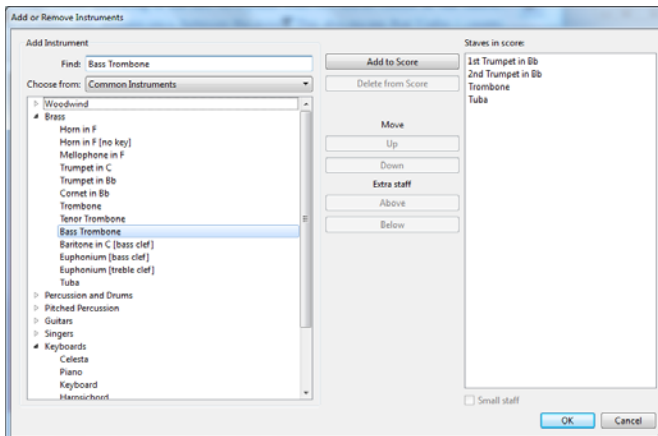 Add or Remove Instruments
Add Instrument
Find: Bass Trombone
Choose from: Common Instruments
Woodwind
Brass
Horn in F
Horn in F [no key]
Mellophone in F
Trumpet in C
Trumpet in Bb
Cornet in Bb
Trombone
Tenor Trombone
Bass Trombone
Baritone in C [bass clef]
Euphonium [bass clef]
Euphonium [treble clef]
Tuba
Percussion and Drums
Pitched Percussion
Guitars
Singers
Keyboards
Celesta
Piano
Keyboard
Harpsichord
Add to Score
Delete from Score
Move
Up
Down
Extra staff
Above
Below
Staves in score:
1st Trumpet in Bb
2nd Trumpet in Bb
Trombone
Tuba
Small staff
OK
Cancel